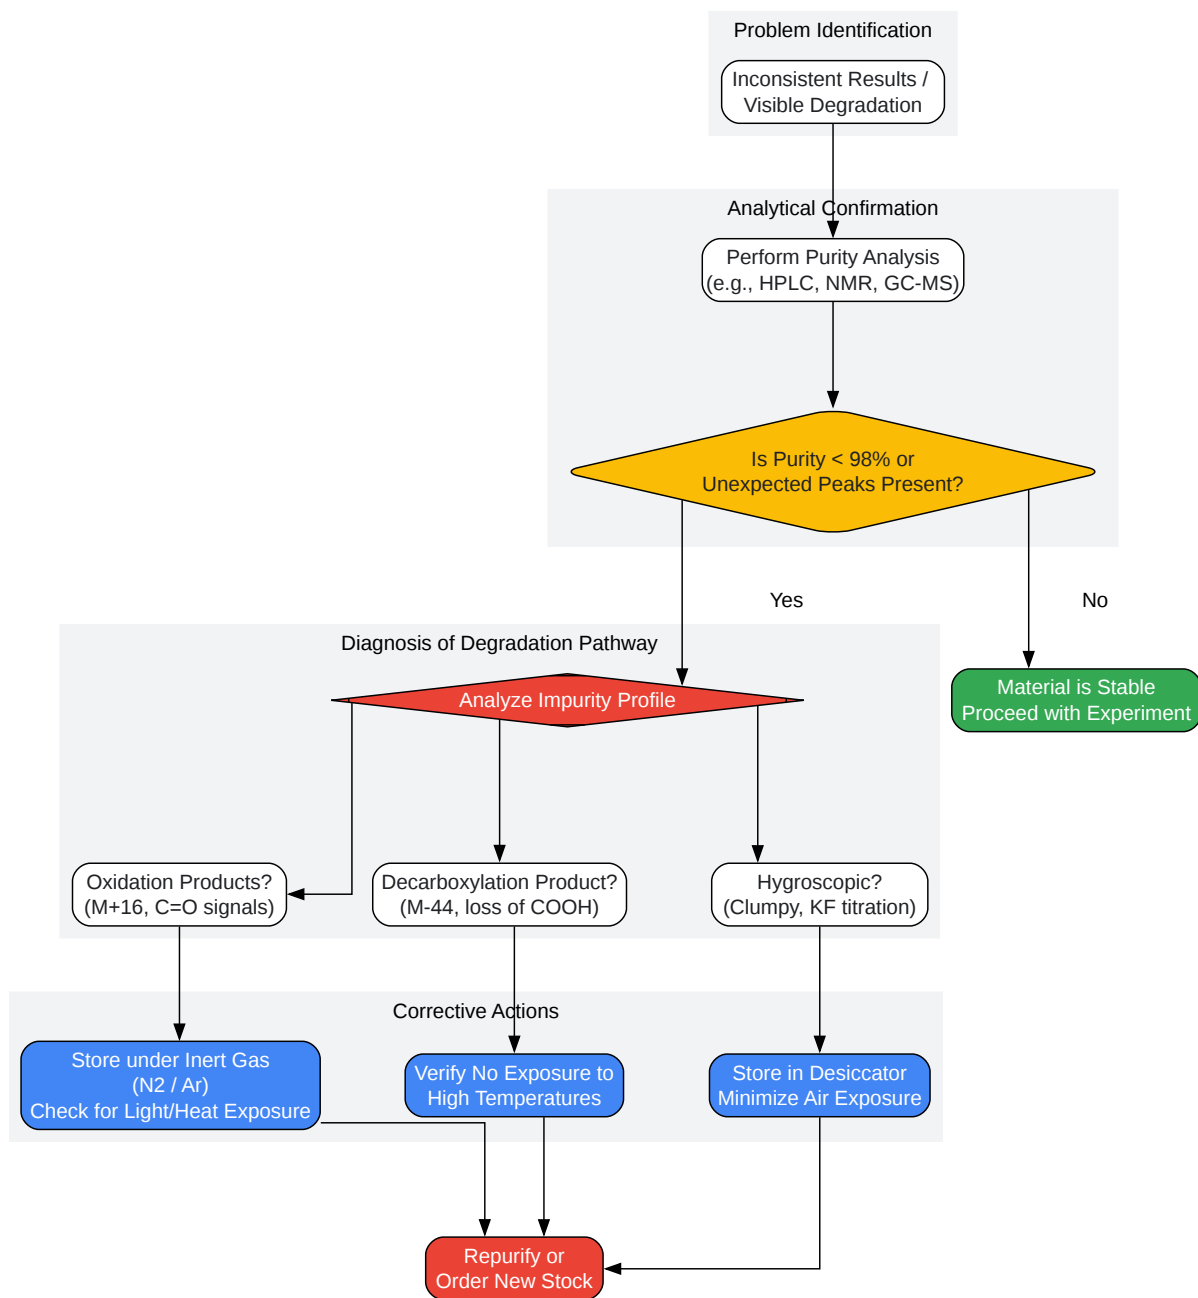 Problem Identification
Inconsistent Results /
Visible Degradation
Analytical Confirmation
Perform Purity Analysis
(e.g., HPLC, NMR, GC-MS)
Is Purity < 98% or
Unexpected Peaks Present?
Yes
No
Diagnosis of Degradation Pathway
Analyze Impurity Profile
Material is Stable
Proceed with Experiment
Oxidation Products?
(M+16, C=O signals)
Decarboxylation Product?
(M-44, loss of COOH)
Hygroscopic?
(Clumpy, KF titration)
Corrective Actions
Store under Inert Gas
(N2 / Ar)
Check for Light/Heat Exposure
Verify No Exposure to
High Temperatures
Store in Desiccator
Minimize Air Exposure
Repurify or
Order New Stock